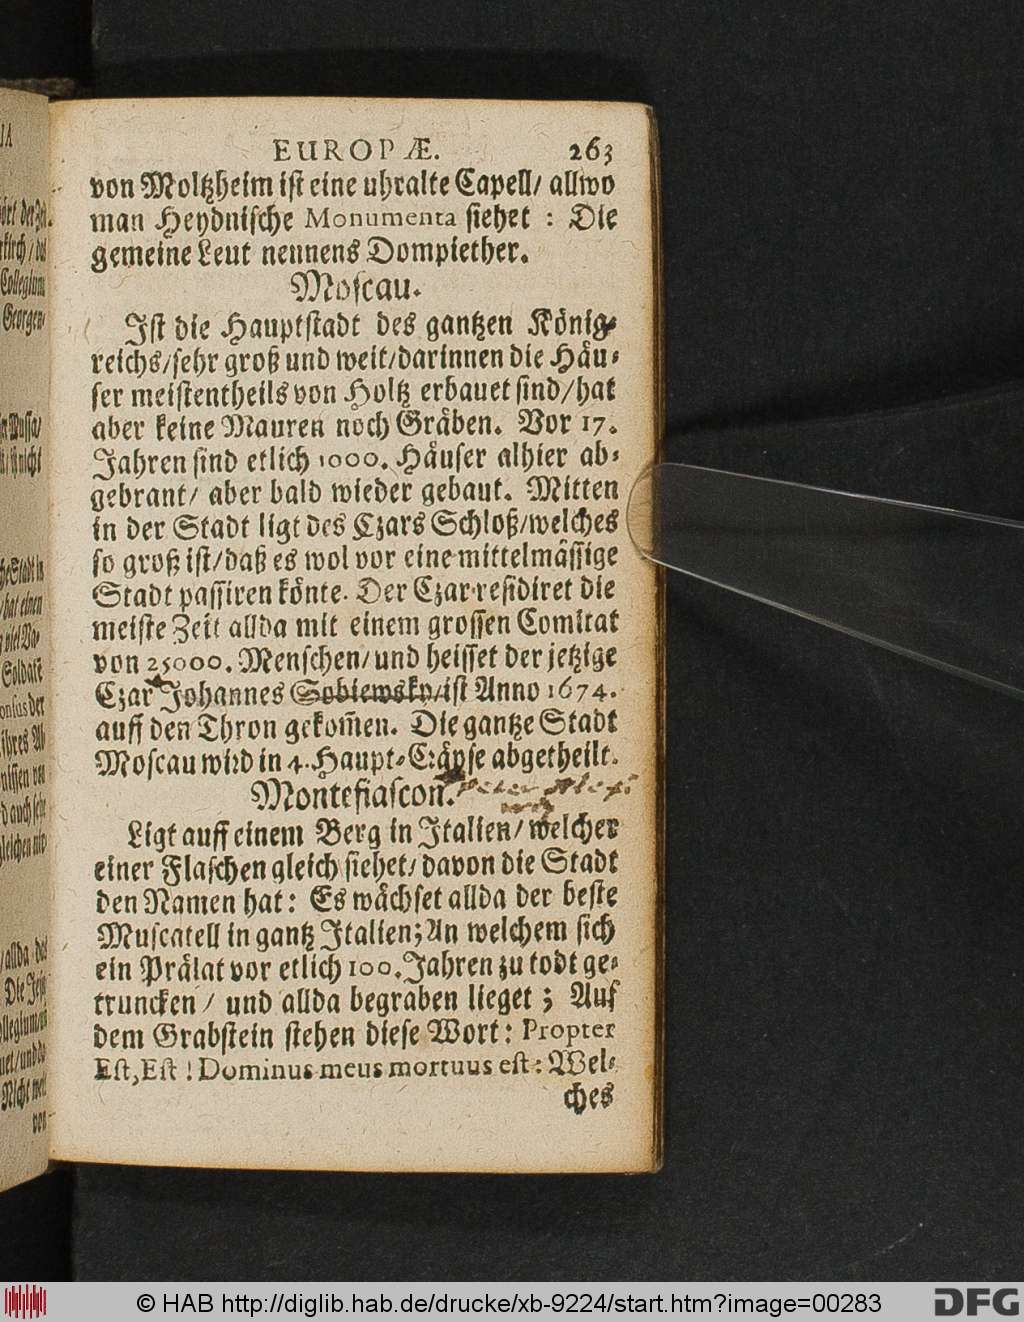 EUROPÆ. 263
von Moltzheim ist eine uhralte Capell/ allwo
man Heydnische Monumenta siehet : Die
gemeine Leut nennens Dompiether.
Moscau.
Ist die Hauptstadt des gantzen König-
reichs/sehr groß und weit/darinnen die Häu-
ser meistentheils von Holtz erbauet sind/hat
aber keine Mauren noch Gräben. Vor 17.
Jahren sind etlich 1000. Häuser alhier ab-
gebrant/ aber bald wieder gebaut. Mitten
in der Stadt ligt des Czars Schloß/welches
so groß ist/daß es wol vor eine mittelmässige
Stadt passiren könte. Der Czar residiret die
meiste Zeit allda mit einem grossen Comitat
von 25000. Menschen/und heisset der jetzige
Czar Johannes Sobiewsky/ist Anno 1674.
auff den Thron gekom̃en. Die gantze Stadt
Moscau wird in 4. Haupt-Cräyse abgetheilt.
Montefiascon.
Peter Alexi
Ligt auff einem Berg in Italien/ welcher
einer Flaschen gleich siehet/davon die Stadt
den Namen hat: Es wächset allda der beste
Muscatell in gantz Italien; An welchem sich
ein Prälat vor etlich 100. Jahren zu todt ge-
truncken / und allda begraben lieget ; Auf
dem Grabstein stehen diese Wort: Propter
Est, Est ! Dominus meus mortuus est : Wel-
ches
© HAB http://diglib.hab.de/drucke/xb-9224/start.htm?image=00283
DFG